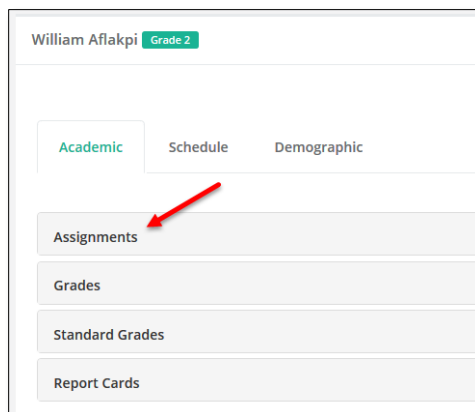 William Aflakpi Grade 2
Academic Schedule Demographic
Assignments
Grades
Standard Grades
Report Cards